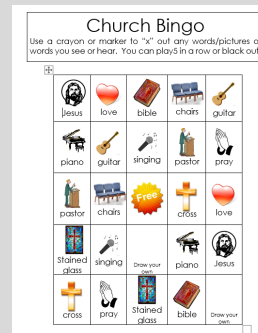 Church Bingo
Use a crayon or marker to "x" out any words/pictures o
words you see or hear. You can play5 in a row or black out
Jesus love bible chairs guitar
piano guitar singing pastor pray
pastor chairs Free cross love
Stained glass singing Draw your own piano Jesus
cross pray Stained glass bible Draw your own